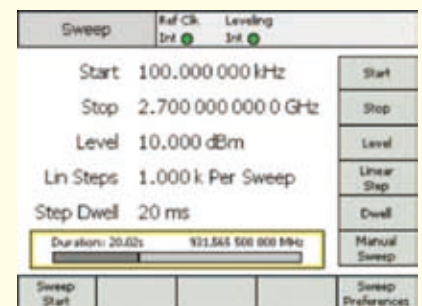 Sweep
Ref Clk Leveling
Int Int
Start 100.000 000 kHz
Stop 2.700 000 000 0 GHz
Level 10.000 dBm
Lin Steps 1.000 k Per Sweep
Step Dwell 20 ms
Duration: 20.02s 931.565 500 000 MHz
Start
Stop
Level
Linear
Step
Dwell
Manual
Sweep
Sweep
Start
Sweep
Preferences